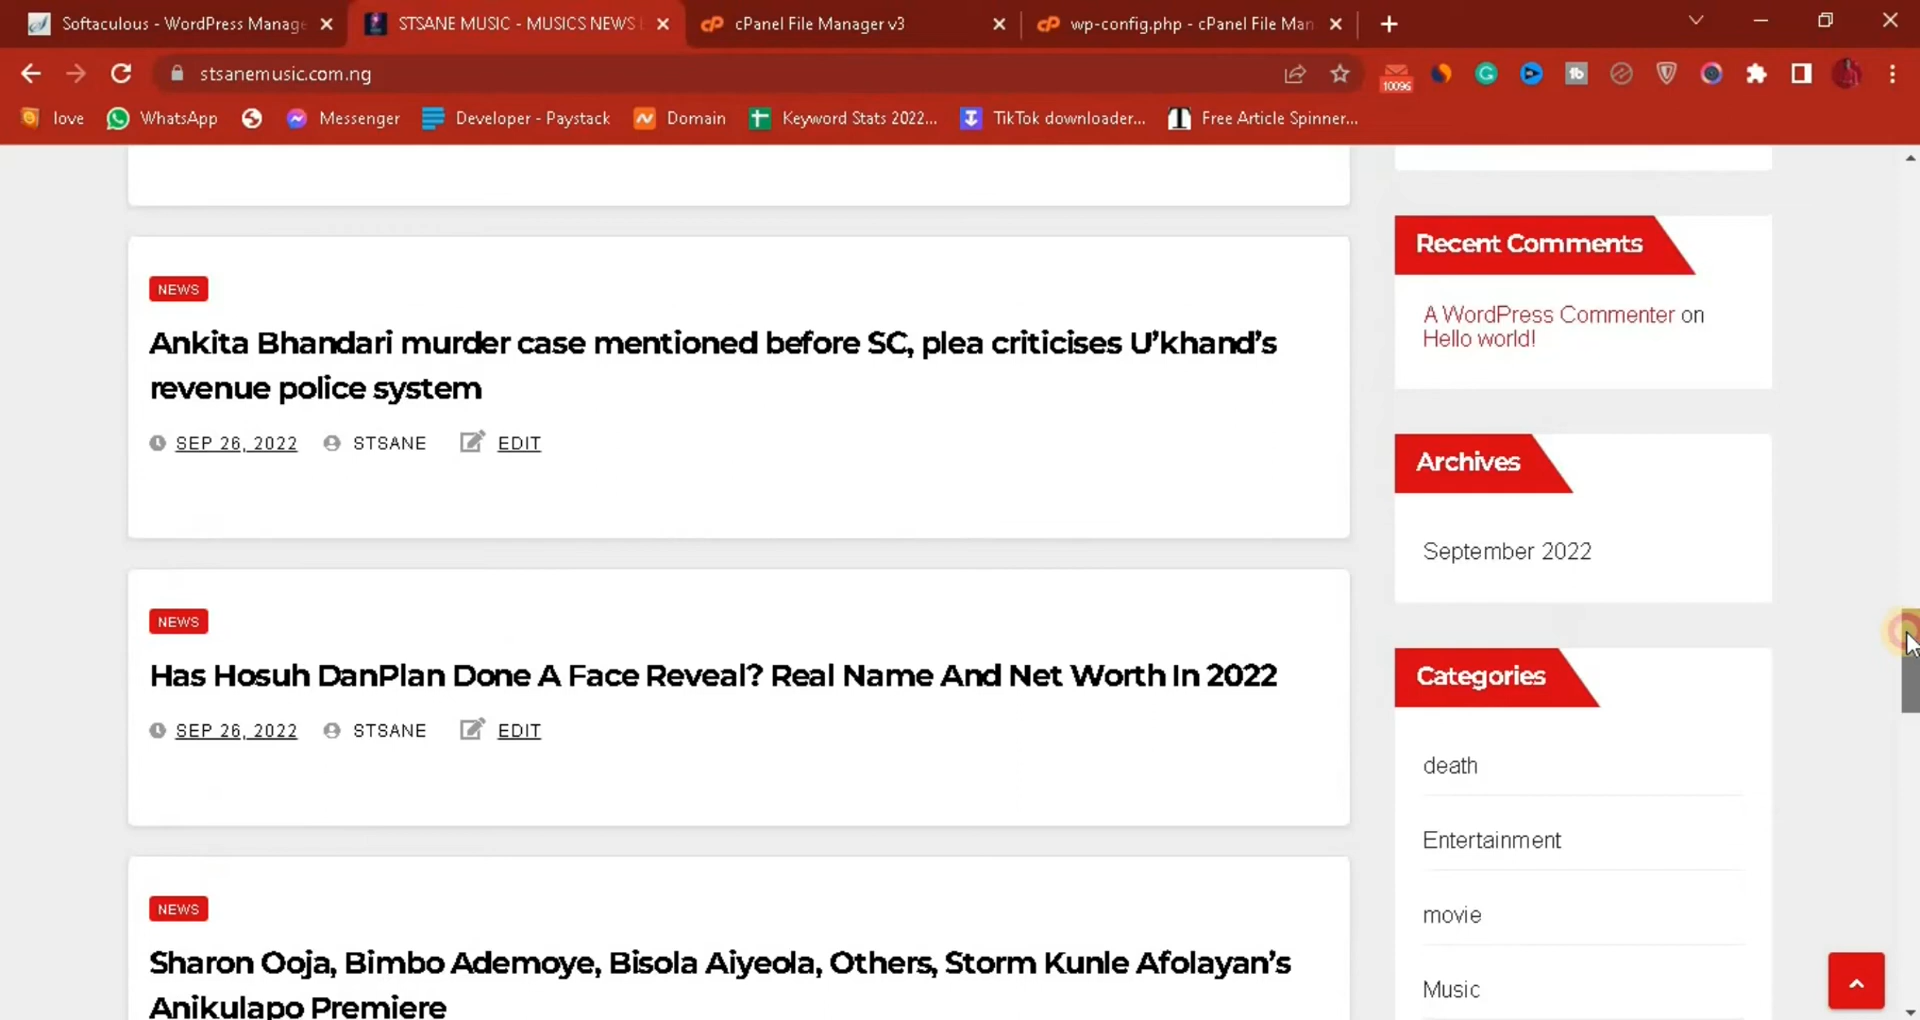 Softaculous - WordPress Manage
STSANE MUSIC - MUSICS NEWS
cPanel File Manager v3
wp-config.php - cPanel File Man
stsanemusic.com.ng
10096
love
WhatsApp
Messenger
Developer - Paystack
Domain
Keyword Stats 2022...
TikTok downloader...
Free Article Spinner...
NEWS
Ankita Bhandari murder case mentioned before SC, plea criticises U’khand’s
revenue police system
SEP 26, 2022 STSANE EDIT
NEWS
Has Hosuh DanPlan Done A Face Reveal? Real Name And Net Worth In 2022
SEP 26, 2022 STSANE EDIT
NEWS
Sharon Ooja, Bimbo Ademoye, Bisola Aiyeola, Others, Storm Kunle Afolayan’s
Anikulapo Premiere
Recent Comments
A WordPress Commenter on
Hello world!
Archives
September 2022
Categories
death
Entertainment
movie
Music